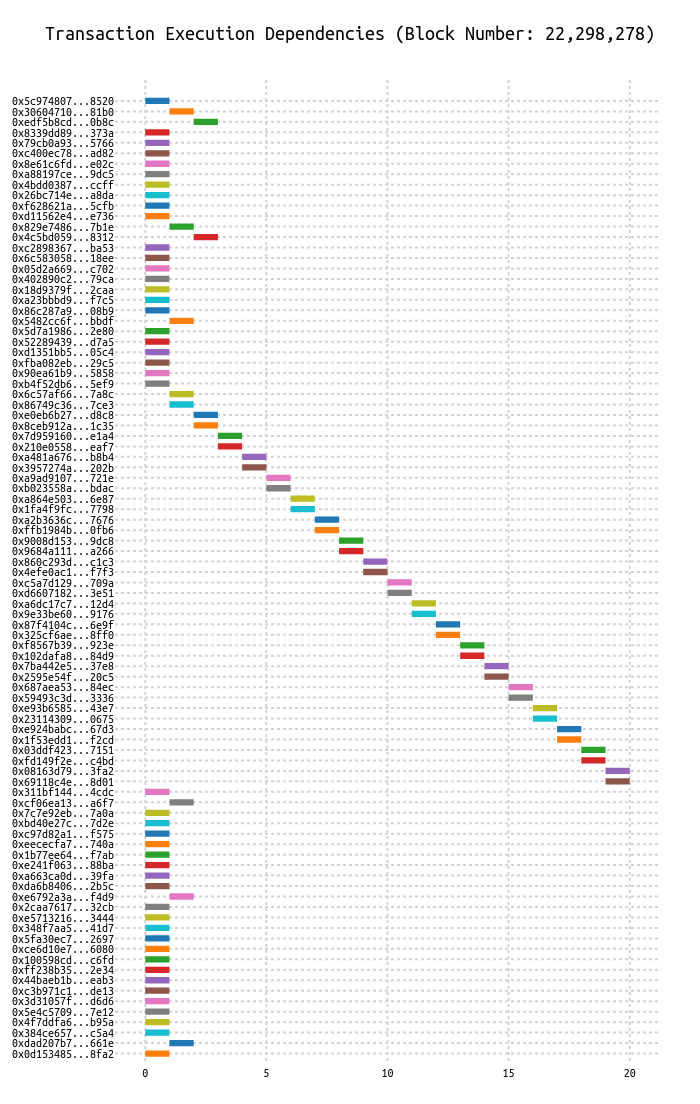 Transaction Execution Dependencies (Block Number: 22,298,278)
0x5c974807...8520
0x30604710...81b0
0xedf5b8cd...0b8c
0x8339dd89...373a
0x79cb0a93...5766
0xc400ec78...ad82
0x8e61c6fd...e02c
0xa88197ce...9dc5
0x4bdd0387...ccff
0x26bc714e...a8da
0xf628621a...5cfb
0xd11562e4...e736
0x829e7486...7b1e
0x4c5bd059...8312
0xc2898367...ba53
0x6c583058...18ee
0x05d2a669...c702
0x402890c2...79ca
0x18d9379f...2caa
0xa23bbbd9...f7c5
0x86c287a9...08b9
0x5482cc6f...bbdf
0x5d7a1986...2e80
0x52289439...d7a5
0xd1351bb5...05c4
0xfba082eb...29c5
0x90ea61b9...5858
0xb4f52db6...5ef9
0x6c57af66...7a8c
0x86749c36...7ce3
0xe0eb6b27...d8c8
0x8ceb912a...1c35
0x7d959160...e1a4
0x210e0558...eaf7
0xa481a676...b8b4
0x3957274a...202b
0xa9ad9107...721e
0xb023558a...bdac
0xa864e503...6e87
0x1fa4f9fc...7798
0xa2b3636c...7676
0xffb1984b...0fb6
0x9008d153...9dc8
0x9684a111...a266
0x860c293d...c1c3
0x4efe0ac1...f7f3
0xc5a7d129...709a
0xd6607182...3e51
0xa6dc17c7...12d4
0x9e33be60...9176
0x87f4104c...6e9f
0x325cf6ae...8ff0
0xf8567b39...923e
0x102dafa8...84d9
0x7ba442e5...37e8
0x2595e54f...20c5
0x687aea53...84ec
0x59493c3d...3336
0xe93b6585...43e7
0x23114309...0675
0xe924babc...67d3
0x1f53edd1...f2cd
0x03ddf423...7151
0xfd149f2e...c4bd
0x08163d79...3fa2
0x69118c4e...8d01
0x311bf144...4cdc
0xcf06ea13...a6f7
0x7c7e92eb...7a0a
0xbd40e27c...7d2e
0xc97d82a1...f575
0xeececfa7...740a
0x1b77ee64...f7ab
0xe241f063...88ba
0xa663ca0d...39fa
0xda6b8406...2b5c
0xe6792a3a...f4d9
0x2caa7617...32cb
0xe5713216...3444
0x348f7aa5...41d7
0x5fa30ec7...2697
0xce6d10e7...6080
0x100598cd...c6fd
0xff238b35...2e34
0x44baeb1b...eab3
0xc3b971c1...de13
0x3d31057f...d6d6
0x5e4c5709...7e12
0x4f7ddfa6...b95a
0x384ce657...c5a4
0xdad207b7...661e
0x0d153485...8fa2
0 5 10 15 20